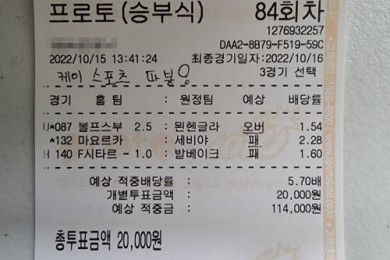 프로토(승부식) 84회차
1276932257
DAA2-8B79-F519-59C
2022/10/15 13:41:24 최종경기일자:2022/10/16
케이 스포츠 3경기 선택
경기 홈팀 : 원정팀 예상 배당률
U*087 볼프스부 2.5 : 묀헨글라 오버 1.54
*132 마요르카 : 세비야 패 2.28
H 140 F시타르 - 1.0 : 발베이크 패 1.60
예상 적중배당률 : 5.70배
개별투표금액 : 20,000원
예상 적중금 : 114,000원
총투표금액 20,000원